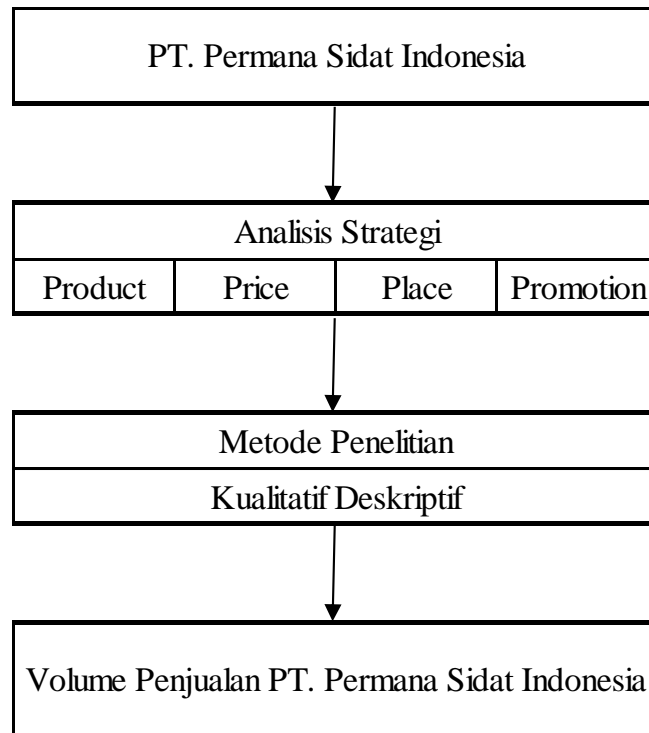 PT. Permana Sidat Indonesia
Analisis Strategi
Product Price Place Promotion
Metode Penelitian
Kualitatif Deskriptif
Volume Penjualan PT. Permana Sidat Indonesia